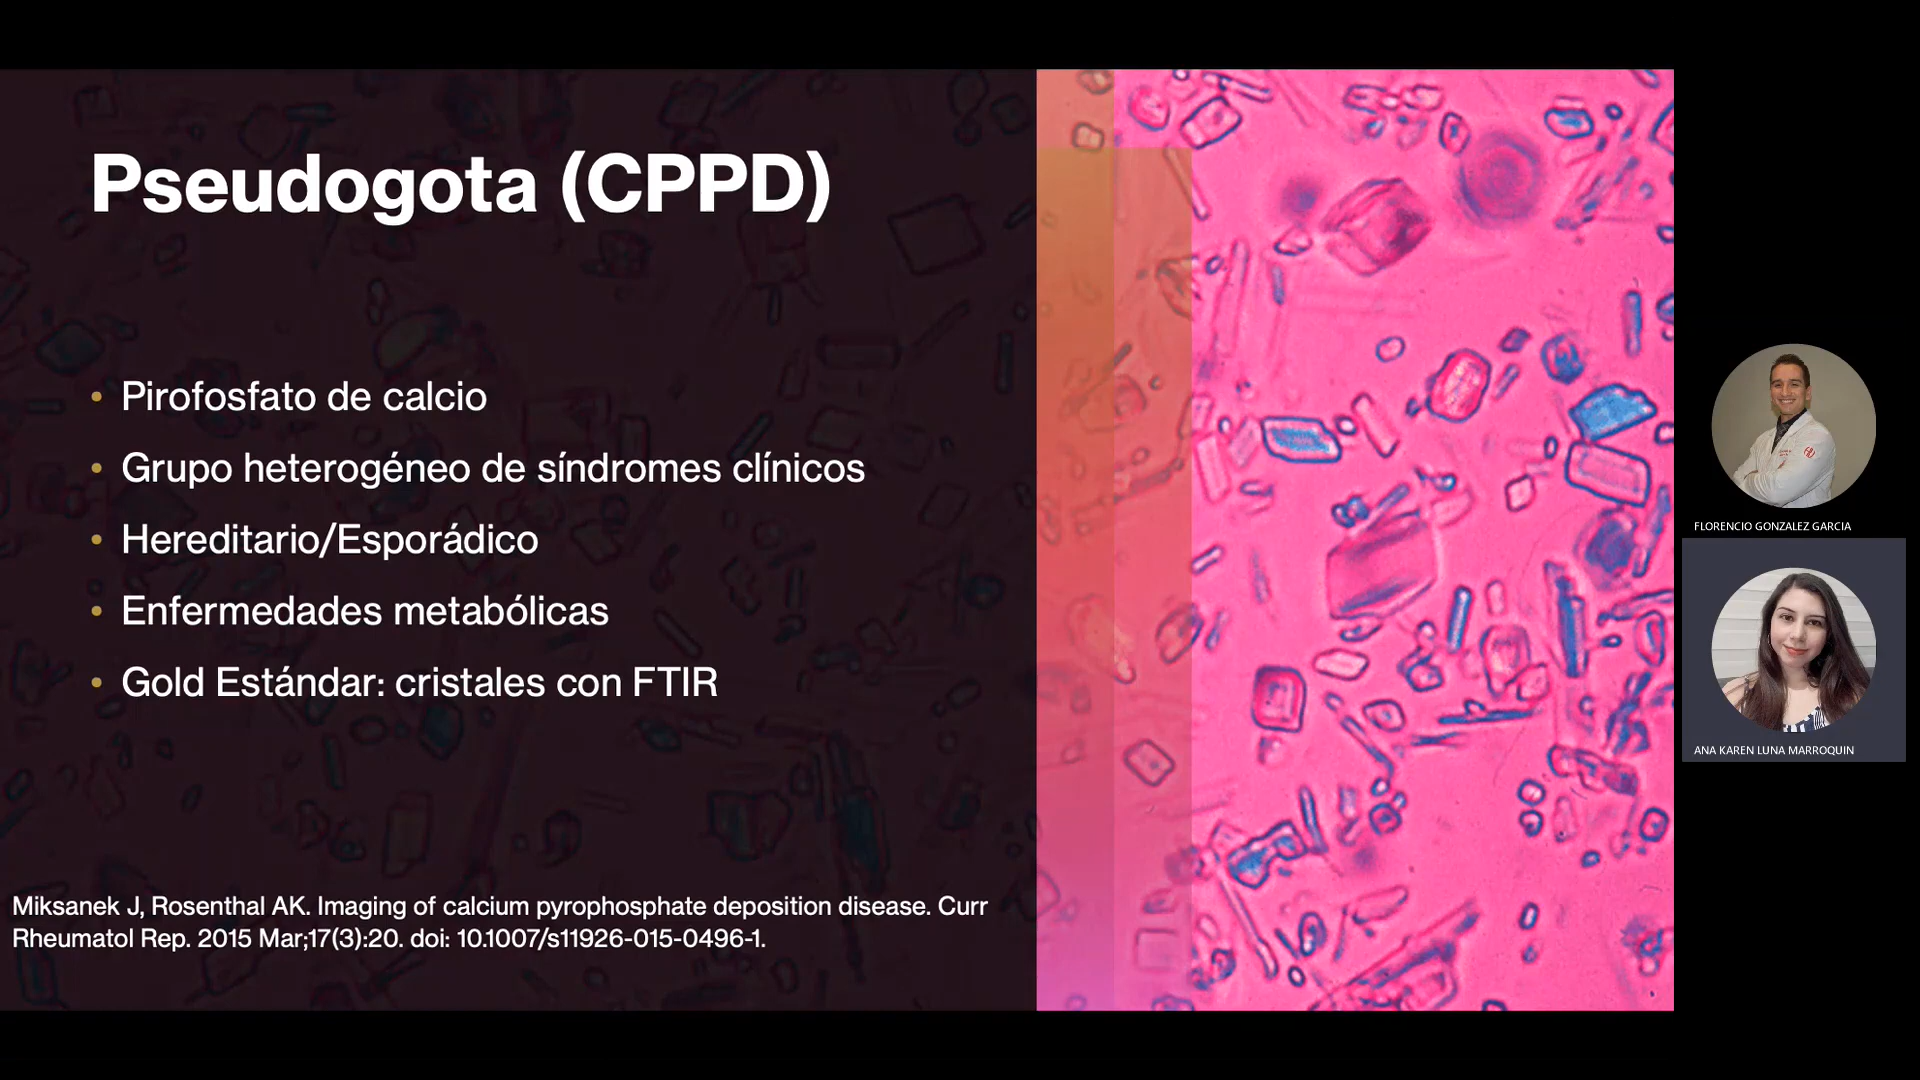 Pseudogota (CPPD)
• Pirofosfato de calcio
• Grupo heterogéneo de síndromes clínicos
• Hereditario/Esporádico
• Enfermedades metabólicas
• Gold Estándar: cristales con FTIR
Miksanek J, Rosenthal AK. Imaging of calcium pyrophosphate deposition disease. Curr
Rheumatol Rep. 2015 Mar;17(3):20. doi: 10.1007/s11926-015-0496-1.
FLORENCIO GONZALEZ GARCIA
ANA KAREN LUNA MARROQUIN